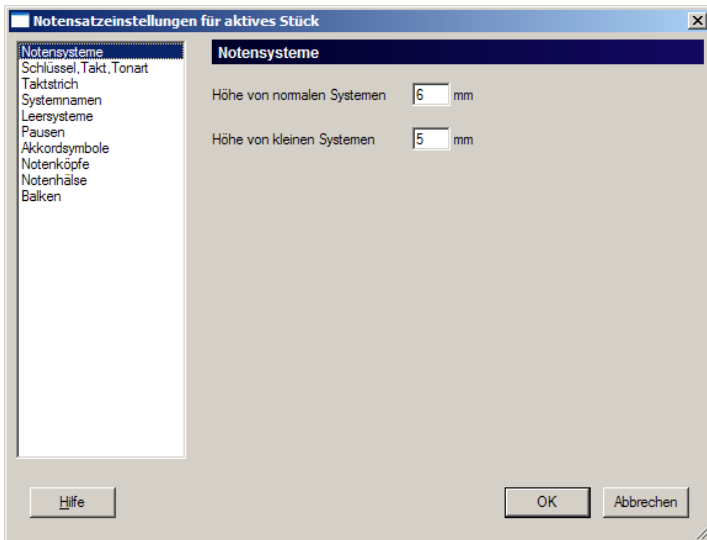 Notensatzeinstellungen für aktives Stück
Notensysteme
Schlüssel,Takt,Tonart
Taktstrich
Systemnamen
Leersysteme
Pausen
Akkordsymbole
Notenköpfe
Notenhälse
Balken
Notensysteme
Höhe von normalen Systemen 6 mm
Höhe von kleinen Systemen 5 mm
Hilfe
OK
Abbrechen